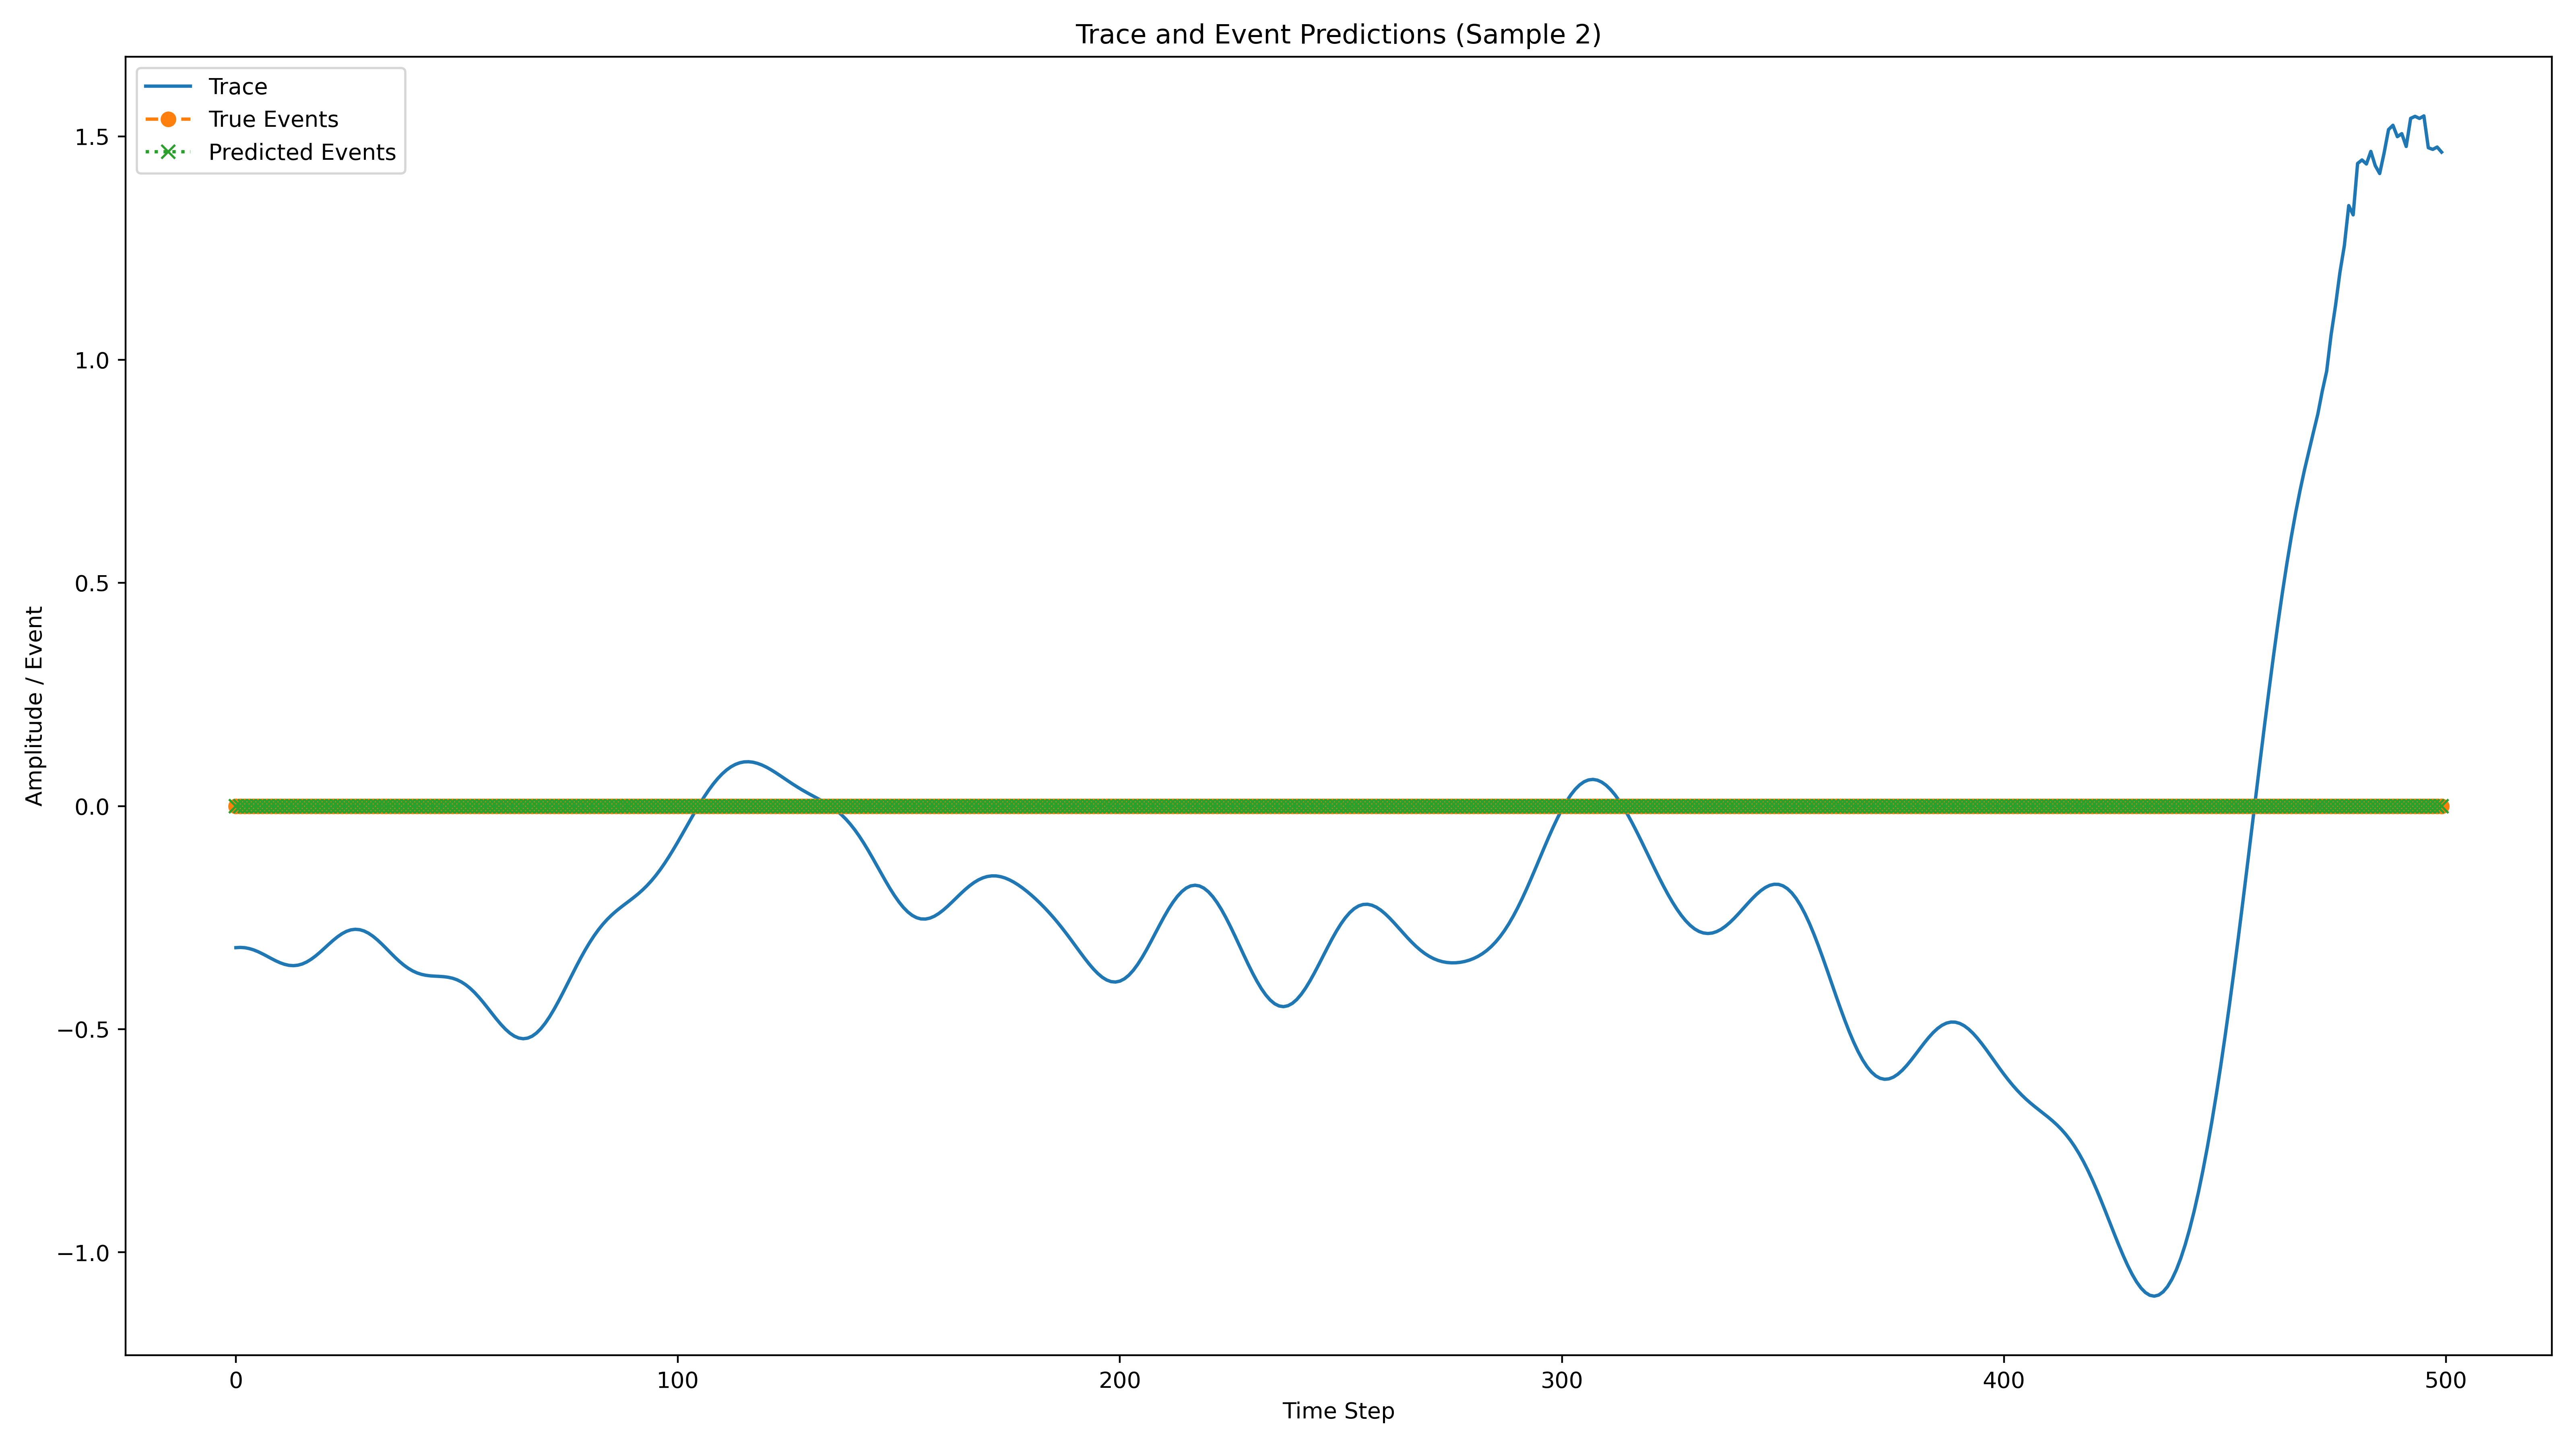 Trace and Event Predictions (Sample 2)
Trace
True Events
Predicted Events
Amplitude / Event
1.5
1.0
0.5
0.0
−0.5
−1.0
0
100
200
300
400
500
Time Step